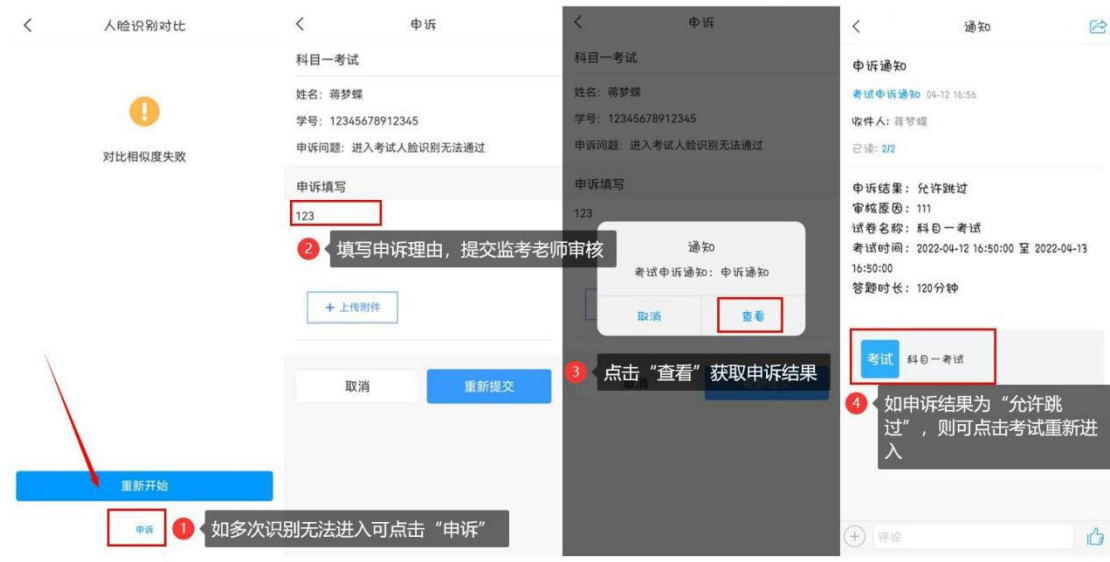 人脸识别对比
对比相似度失败
重新开始
申诉
1 如多次识别无法进入可点击“申诉”
申诉
科目一考试
姓名：蒋梦蝶
学号：12345678912345
申诉问题：进入考试人脸识别无法通过
申诉填写
123
2 填写申诉理由，提交监考老师审核
+ 上传附件
取消
重新提交
申诉
科目一考试
姓名：蒋梦蝶
学号：12345678912345
申诉问题：进入考试人脸识别无法通过
申诉填写
123
通知
考试申诉通知：申诉通知
取消
查看
3 点击“查看”获取申诉结果
取消
通知
申诉通知
考试申诉通知 04-12 16:56
收件人：蒋梦蝶
已读：2/2
申诉结果：允许跳过
审核原因：111
试卷名称：科目一考试
考试时间：2022-04-12 16:50:00 至 2022-04-13
16:50:00
答题时长：120分钟
考试 科目一考试
4 如申诉结果为“允许跳
过”，则可点击考试重新进
入
评论